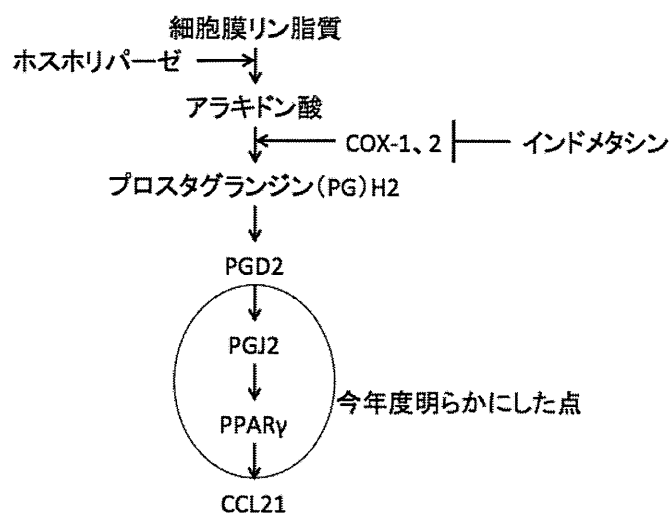 細胞膜リン脂質
ホスホリパーゼ
アラキドン酸
COX-1、2
インドメタシン
プロスタグランジン(PG)H2
PGD2
PGJ2
今年度明らかにした点
PPARγ
CCL21